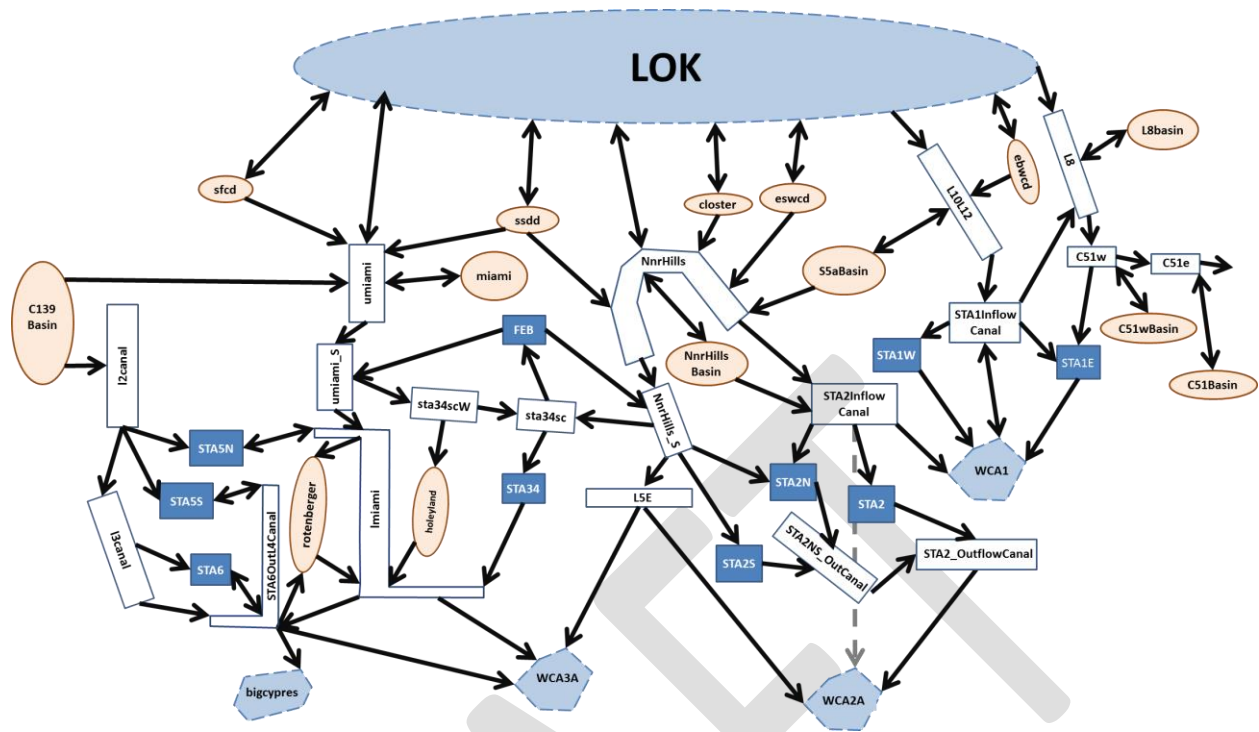 LOK
L8basin
L8
ebwcd
sfcd
L10L12
closter
eswcd
ssdd
NnrHills
C51w
C51e
S5aBasin
miami
umiami
C139
Basin
STA1Inflow
Canal
C51wBasin
FEB
l2canal
STA1W
STA1E
NnrHills
Basin
C51Basin
umiami_S
sta34scW
sta34sc
STA2Inflow
Canal
NnrHills_S
STA5N
WCA1
STA2N
STA34
L5E
STA5S
STA2
rotenberger
lmiami
holeyland
l3canal
STA6OutL4Canal
STA2NS_OutCanal
STA2_OutflowCanal
STA2S
STA6
WCA3A
bigcypres
WCA2A